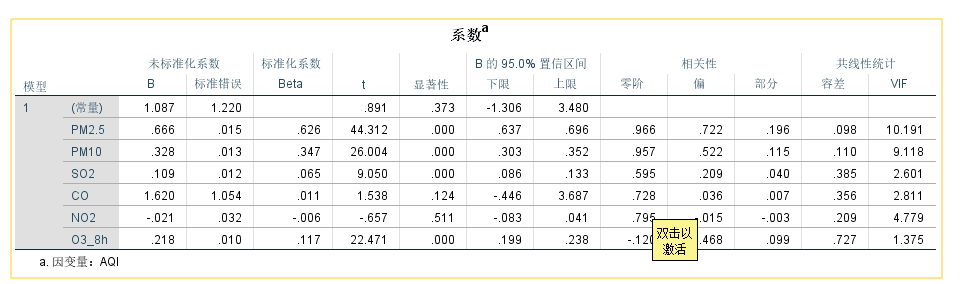 系数a
未标准化系数 标准化系数 B 的 95.0% 置信区间 相关性 共线性统计
模型 B 标准错误 Beta t 显著性 下限 上限 零阶 偏 部分 容差 VIF
1 (常量) 1.087 1.220 .891 .373 -1.306 3.480
PM2.5 .666 .015 .626 44.312 .000 .637 .696 .966 .722 .196 .098 10.191
PM10 .328 .013 .347 26.004 .000 .303 .352 .957 .522 .115 .110 9.118
SO2 .109 .012 .065 9.050 .000 .086 .133 .595 .209 .040 .385 2.601
CO 1.620 1.054 .011 1.538 .124 -.446 3.687 .728 .036 .007 .356 2.811
NO2 -.021 .032 -.006 -.657 .511 -.083 .041 .795 .015 -.003 .209 4.779
O3_8h .218 .010 .117 22.471 .000 .199 .238 -.120 .468 .099 .727 1.375
双击以
激活
a. 因变量：AQI